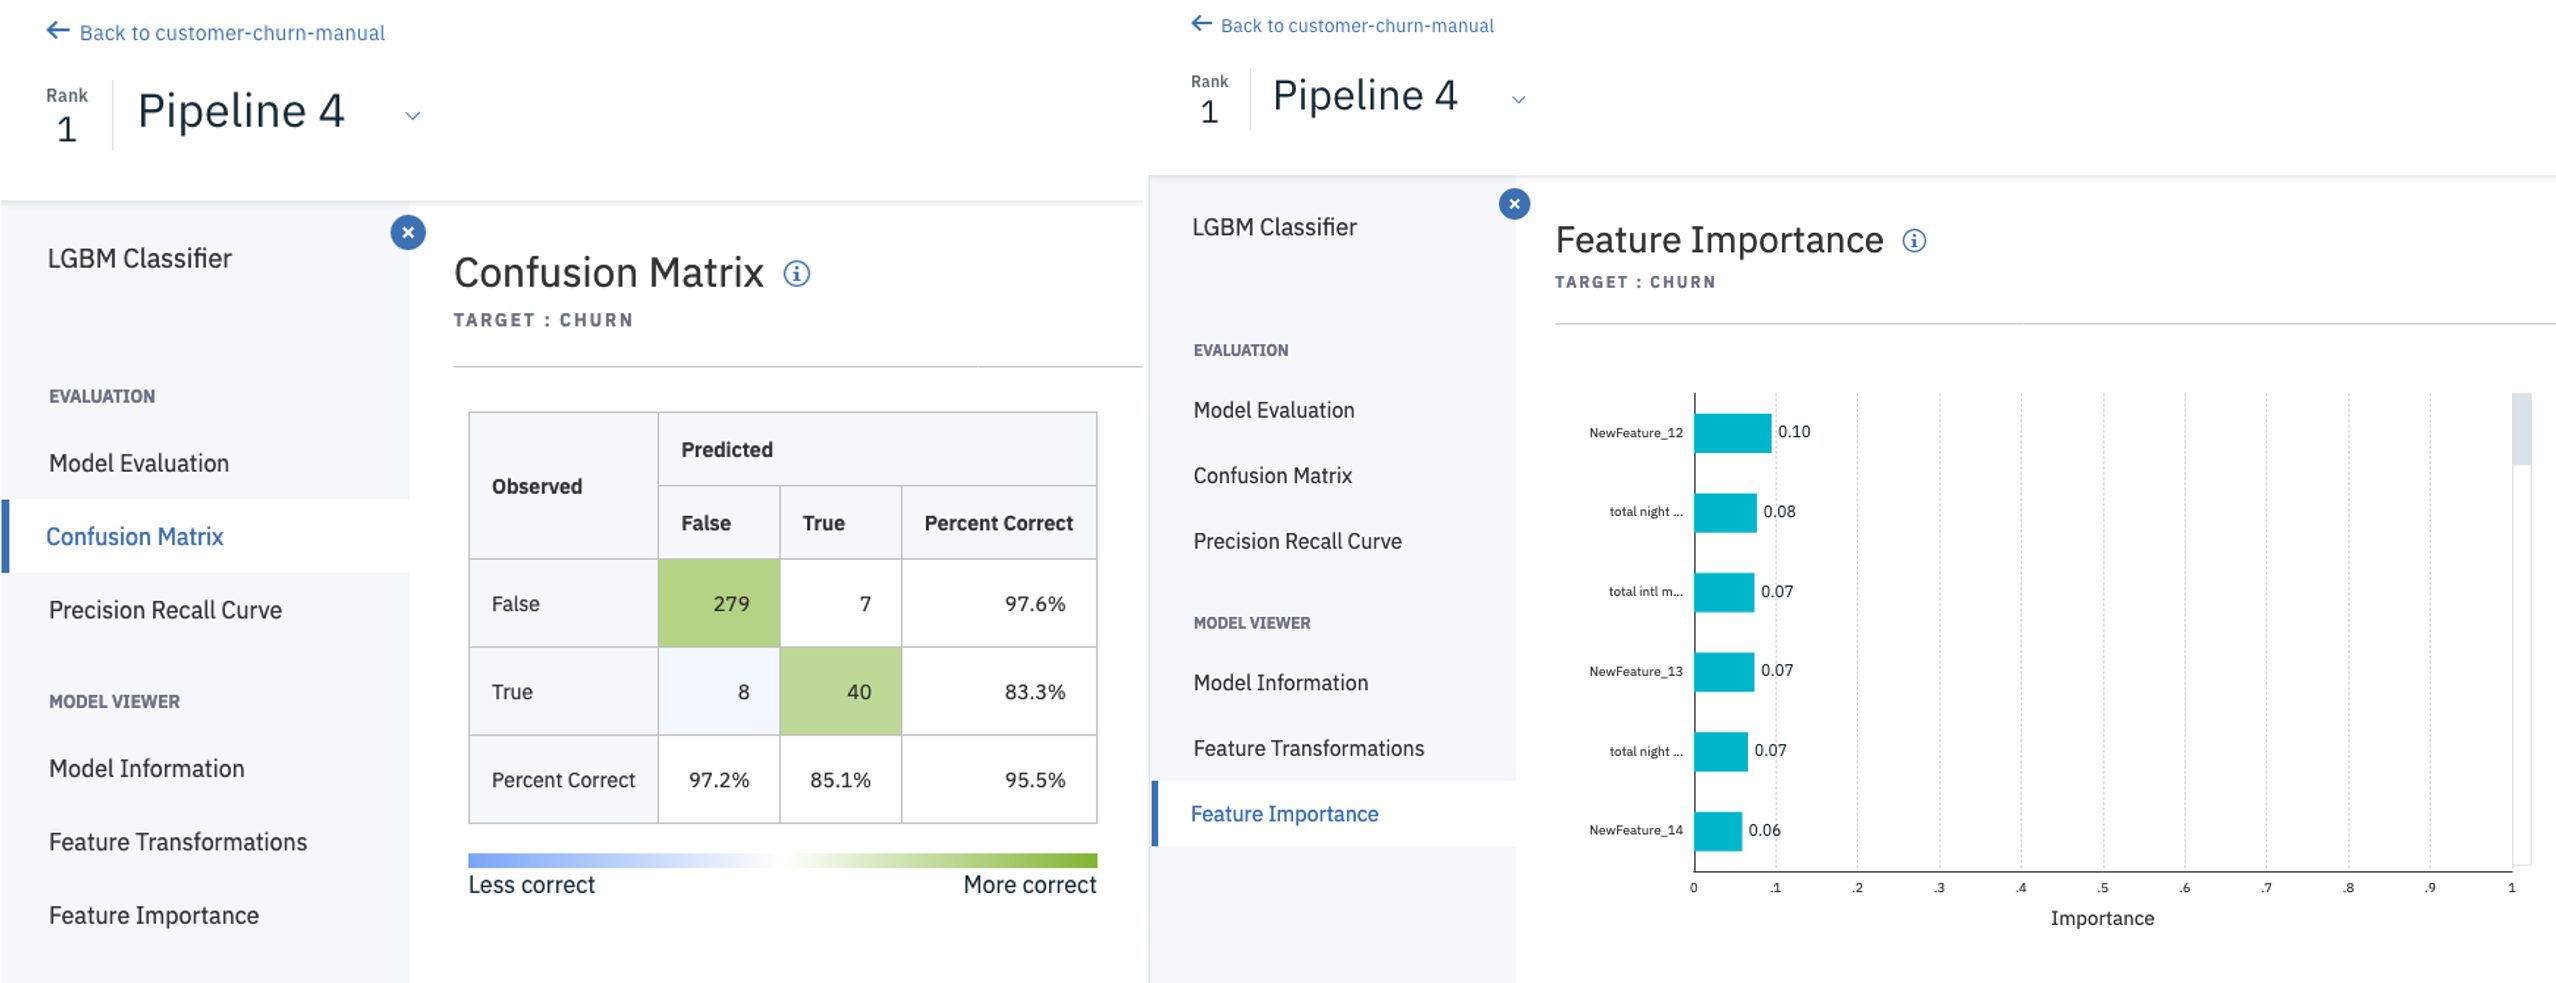 Back to customer-churn-manual
Rank
1
Pipeline 4
LGBM Classifier
EVALUATION
Model Evaluation
Confusion Matrix
Precision Recall Curve
MODEL VIEWER
Model Information
Feature Transformations
Feature Importance
Confusion Matrix
TARGET : CHURN
Observed
Predicted
False True Percent Correct
False 279 7 97.6%
True 8 40 83.3%
Percent Correct 97.2% 85.1% 95.5%
Less correct More correct
Back to customer-churn-manual
Rank
1
Pipeline 4
LGBM Classifier
EVALUATION
Model Evaluation
Confusion Matrix
Precision Recall Curve
MODEL VIEWER
Model Information
Feature Transformations
Feature Importance
Feature Importance
TARGET : CHURN
NewFeature_12 0.10
total night ... 0.08
total intl m... 0.07
NewFeature_13 0.07
total night ... 0.07
NewFeature_14 0.06
0 .1 .2 .3 .4 .5 .6 .7 .8 .9 1
Importance